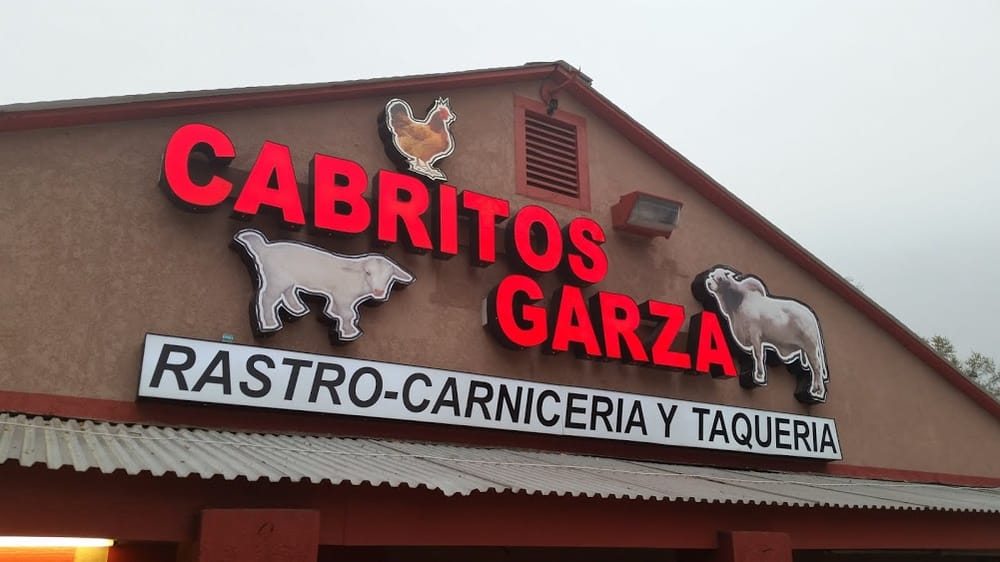 CABRITOS
GARZA
RASTRO-CARNICERIA Y TAQUERIA